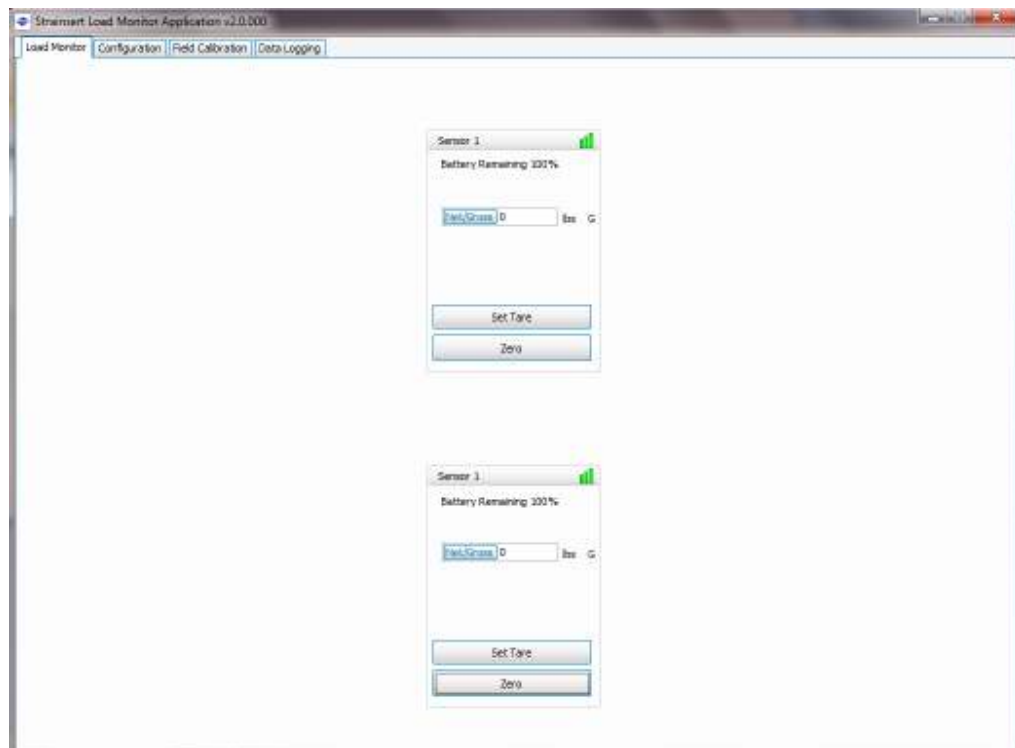 Strainsert Load Monitor Application v2.0.000
Load Monitor Configuration Field Calibration Data Logging
Sensor 1
Battery Remaining 100%
Net/Gross 0 lbs G
Set Tare
Zero
Sensor 1
Battery Remaining 100%
Net/Gross 0 lbs G
Set Tare
Zero